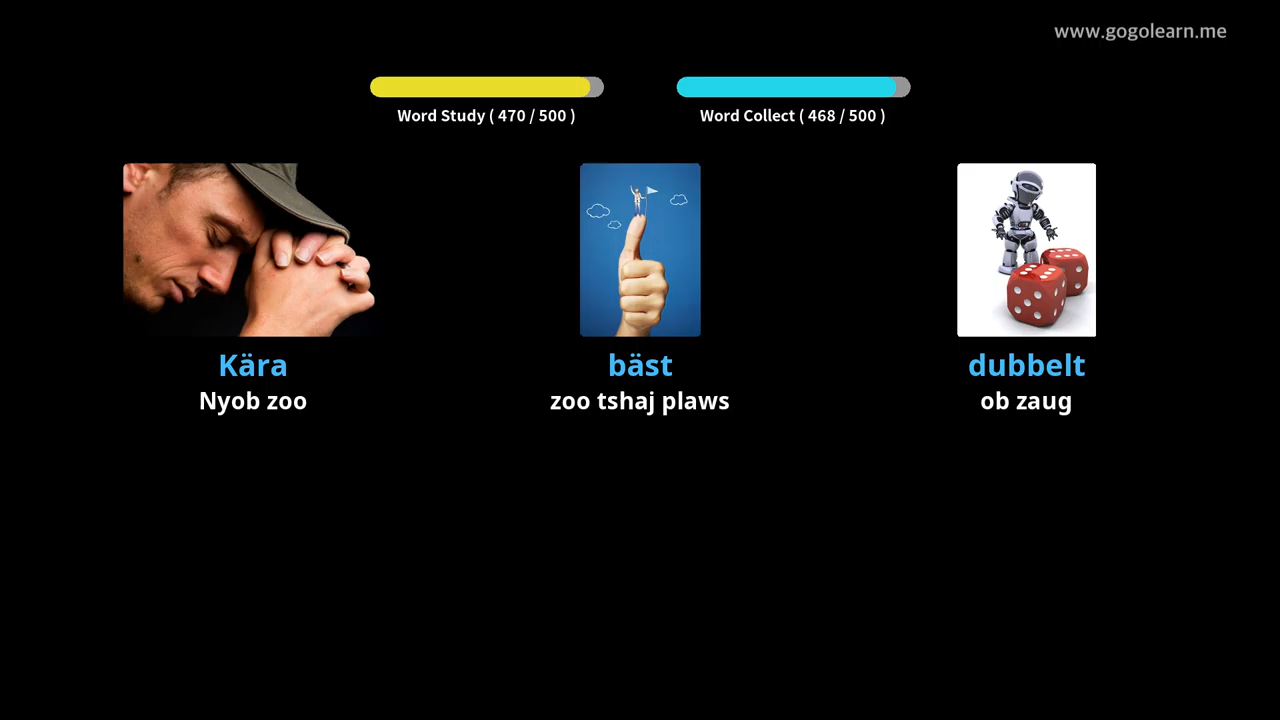 www.gogolearn.me
Word Study ( 470 / 500 )
Word Collect ( 468 / 500 )
Kära
Nyob zoo
bäst
zoo tshaj plaws
dubbelt
ob zaug